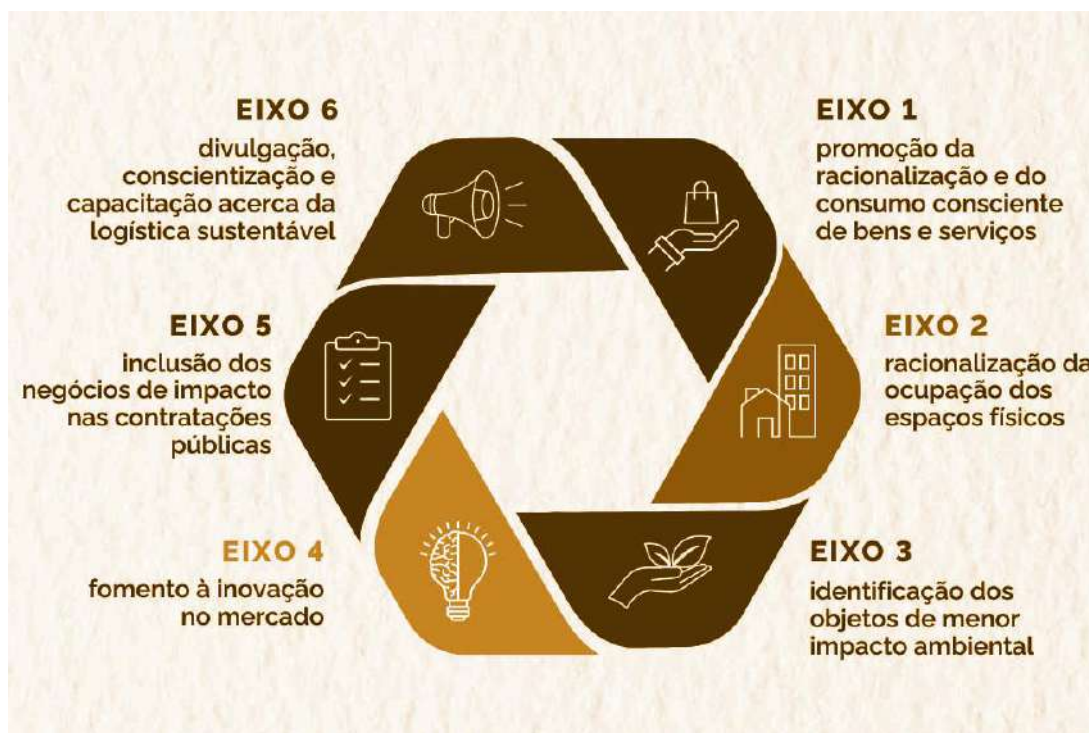 EIXO 1
promoção da
racionalização e do
consumo consciente
de bens e serviços
EIXO 2
racionalização da
ocupação dos
espaços físicos
EIXO 3
identificação dos
objetos de menor
impacto ambiental
EIXO 4
fomento à inovação
no mercado
EIXO 5
inclusão dos
negócios de impacto
nas contratações
públicas
EIXO 6
divulgação,
conscientização e
capacitação acerca da
logística sustentável